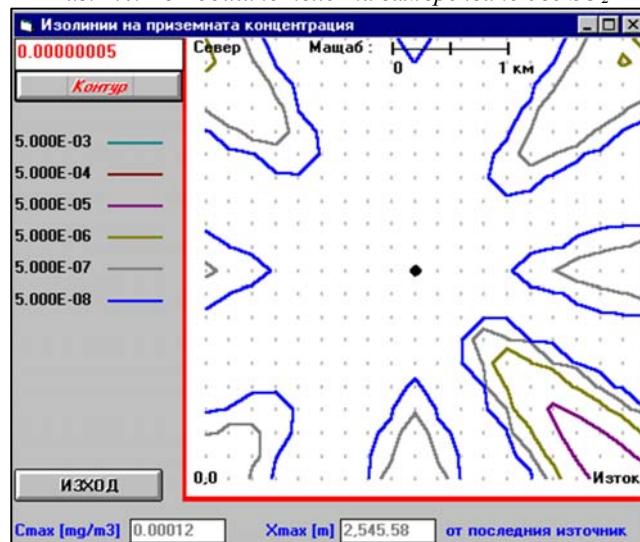 Изолинии на приземната концентрация
0.00000005
Контур
5.000E-03
5.000E-04
5.000E-05
5.000E-06
5.000E-07
5.000E-08
ИЗХОД
Север
Мащаб :
0 1 км
0,0
Изток
Cmax [mg/m3] 0.00012 Xmax [m] 2,545.58 от последния източник